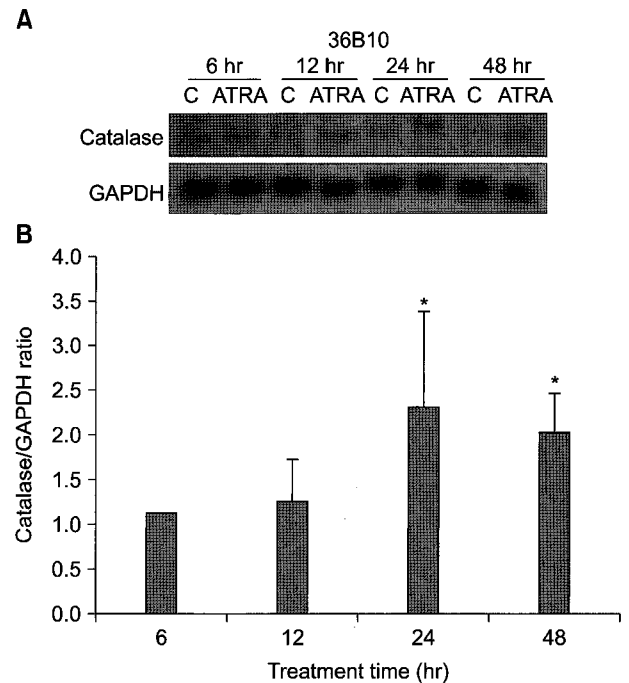 A
36B10
6 hr 12 hr 24 hr 48 hr
C ATRA C ATRA C ATRA C ATRA
Catalase
GAPDH
B
4.0
3.5
3.0
2.5
2.0
1.5
1.0
0.5
0.0
Catalase/GAPDH ratio
* *
6 12 24 48
Treatment time (hr)